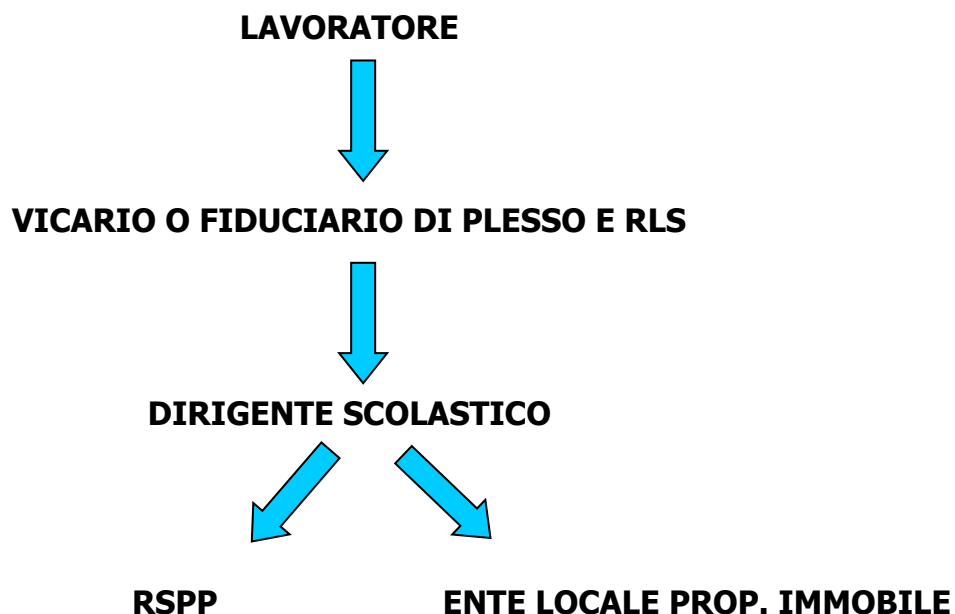 LAVORATORE
VICARIO O FIDUCIARIO DI PLESSO E RLS
DIRIGENTE SCOLASTICO
RSPP
ENTE LOCALE PROP. IMMOBILE